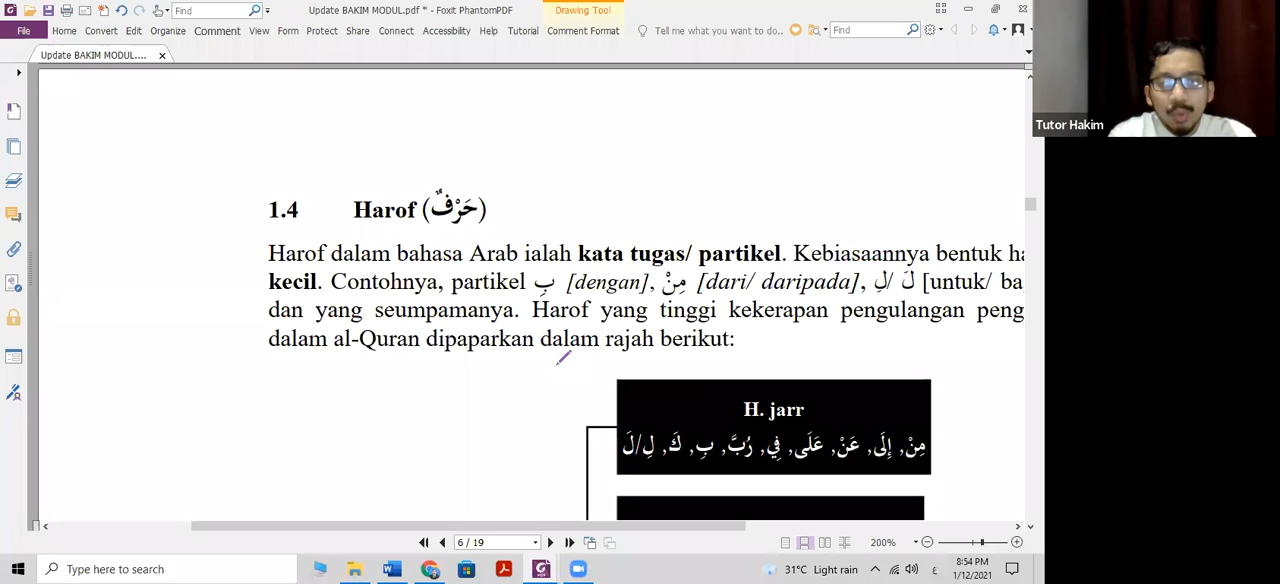 Find
Update BAKIM MODUL.pdf * - Foxit PhantomPDF
Drawing Tool
File Home Convert Edit Organize Comment View Form Protect Share Connect Accessibility Help Tutorial Comment Format Tell me what you want to do.. Find
Update BAKIM MODUL....
Tutor Hakim
1.4 Harof (حَرْفٌ)
Harof dalam bahasa Arab ialah kata tugas/ partikel. Kebiasaannya bentuk ha
kecil. Contohnya, partikel بِ [dengan], مِنْ [dari/ daripada], لَ /لِ [untuk/ ba
dan yang seumpamanya. Harof yang tinggi kekerapan pengulangan peng
dalam al-Quran dipaparkan dalam rajah berikut:
H. jarr
مِنْ, إِلَى, عَنْ, عَلَى, فِي, رُبَّ, بِ, كَ, لِ/لَ
6 / 19
200%
Type here to search
31°C Light rain
ع
8:54 PM
1/12/2021